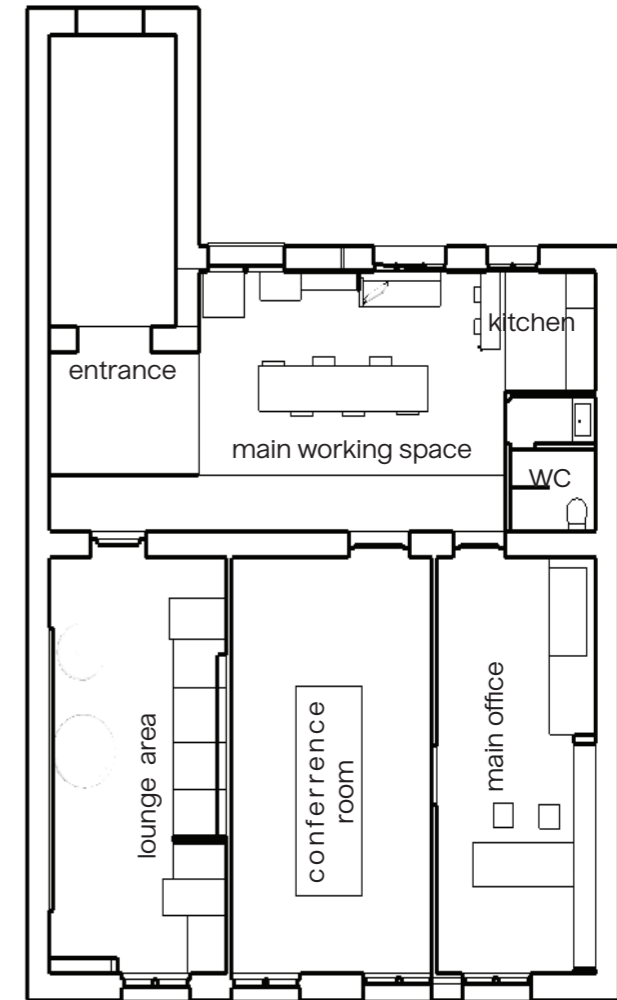 kitchen
entrance
main working space
WC
lounge area
conferrence
room
main office